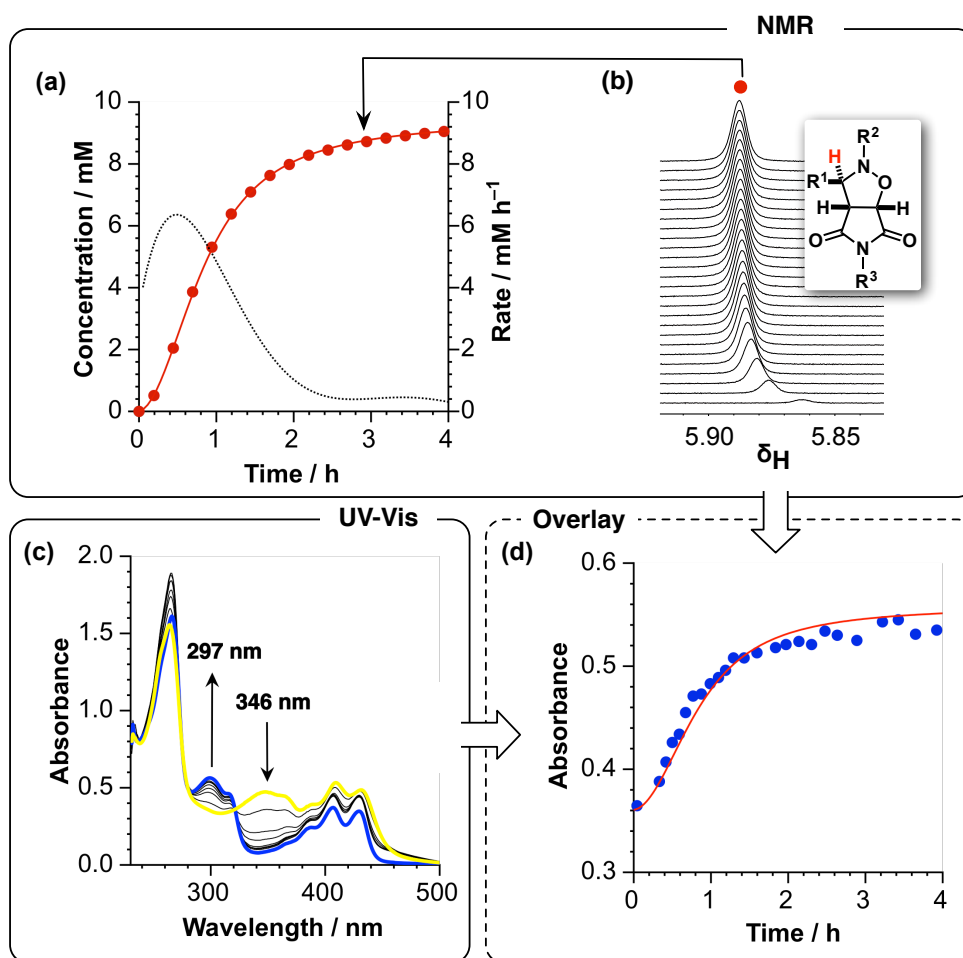 NMR
(a)
(b)
10
8
6
4
2
0
Concentration / mM
10
8
6
4
2
0
Rate / mM h⁻¹
0 1 2 3 4
Time / h
R²
H
N
R¹
O
H H
O O
N
R³
5.90 5.85
δH
UV-Vis
Overlay
(c)
2.0
1.5
1.0
0.5
0.0
Absorbance
297 nm
346 nm
300 400 500
Wavelength / nm
(d)
0.6
0.5
0.4
0.3
Absorbance
0 1 2 3 4
Time / h